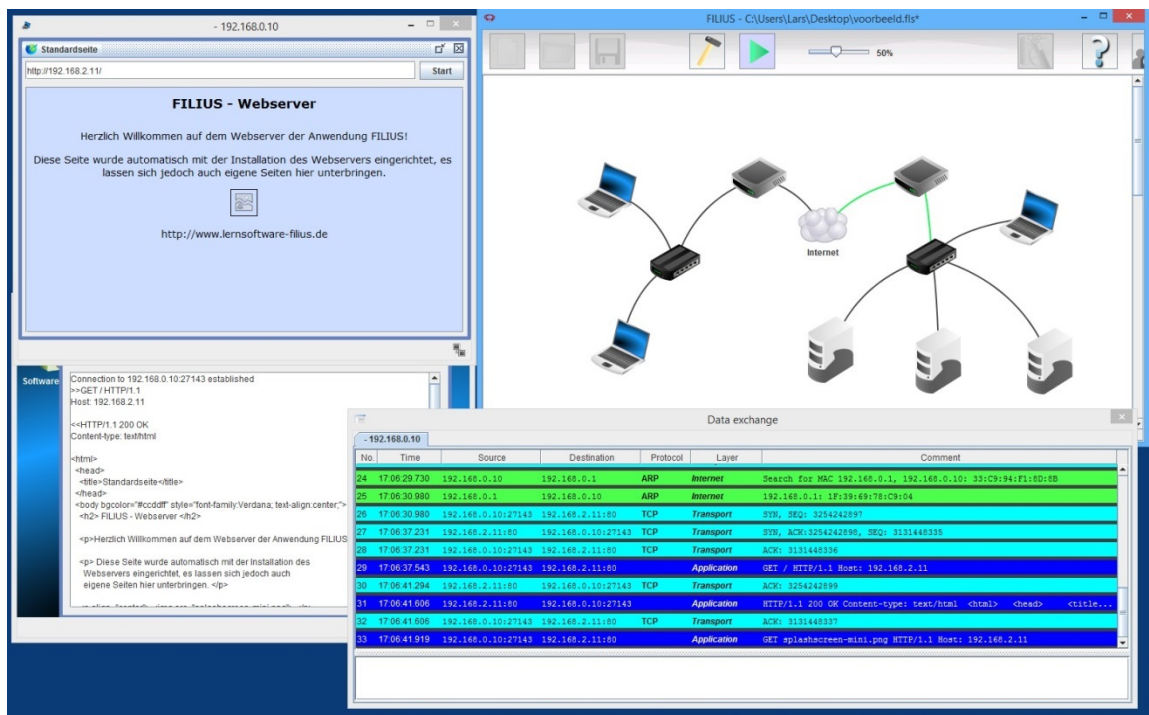 - 192.168.0.10
Standardseite
http://192.168.2.11/
Start
FILIUS - Webserver
Herzlich Willkommen auf dem Webserver der Anwendung FILIUS!
Diese Seite wurde automatisch mit der Installation des Webservers eingerichtet, es
lassen sich jedoch auch eigene Seiten hier unterbringen.
http://www.lernsoftware-filius.de
FILIUS - C:\Users\Lars\Desktop\voorbeeld.fls*
50%
Internet
Software
Connection to 192.168.0.10:27143 established
>>GET / HTTP/1.1
Host: 192.168.2.11
<<HTTP/1.1 200 OK
Content-type: text/html
<html>
<head>
<title>Standardseite</title>
</head>
<body bgcolor="#ccddff" style="font-family:Verdana; text-align:center;">
<h2> FILIUS - Webserver </h2>
<p>Herzlich Willkommen auf dem Webserver der Anwendung FILIUS
<p> Diese Seite wurde automatisch mit der Installation des
Webservers eingerichtet, es lassen sich jedoch auch
eigene Seiten hier unterbringen. </p>
Data exchange
- 192.168.0.10
No. Time Source Destination Protocol Layer Comment
24 17:06:29.730 192.168.0.10 192.168.0.1 ARP Internet Search for MAC 192.168.0.1, 192.168.0.10: 33:C9:94:F1:8D:8B
25 17:06:30.980 192.168.0.1 192.168.0.10 ARP Internet 192.168.0.1: 1F:39:69:78:C9:04
26 17:06:30.980 192.168.0.10:27143 192.168.2.11:80 TCP Transport SYN, SEQ: 3254242897
27 17:06:37.231 192.168.2.11:80 192.168.0.10:27143 TCP Transport SYN, ACK:3254242898, SEQ: 3131448335
28 17:06:37.231 192.168.0.10:27143 192.168.2.11:80 TCP Transport ACK: 3131448336
29 17:06:37.543 192.168.0.10:27143 192.168.2.11:80 Application GET / HTTP/1.1 Host: 192.168.2.11
30 17:06:41.294 192.168.2.11:80 192.168.0.10:27143 TCP Transport ACK: 3254242899
31 17:06:41.606 192.168.2.11:80 192.168.0.10:27143 Application HTTP/1.1 200 OK Content-type: text/html <html> <head> <title...
32 17:06:41.606 192.168.0.10:27143 192.168.2.11:80 TCP Transport ACK: 3131448337
33 17:06:41.919 192.168.0.10:27143 192.168.2.11:80 Application GET splashscreen-mini.png HTTP/1.1 Host: 192.168.2.11